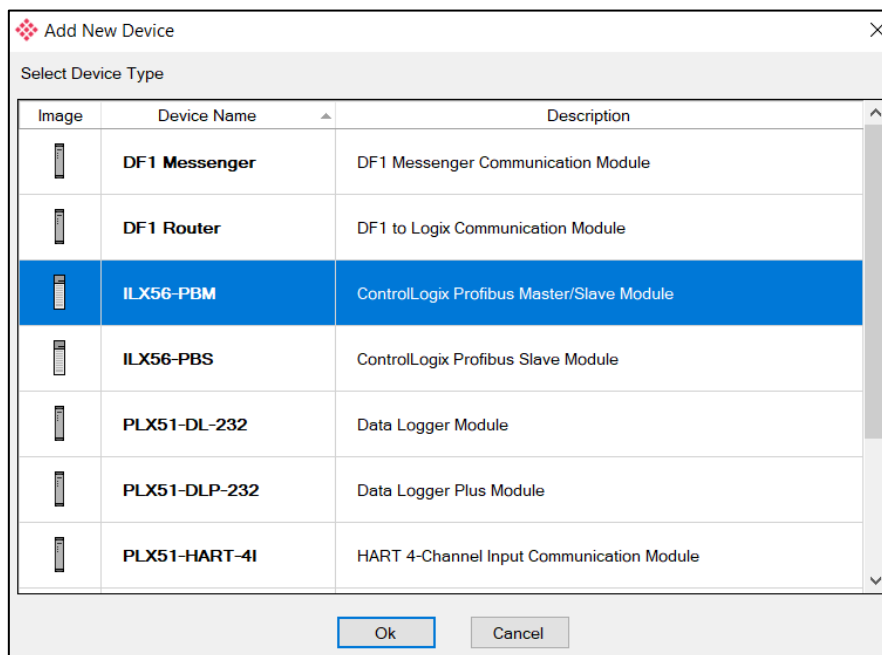 Add New Device
Select Device Type
Image Device Name Description
DF1 Messenger DF1 Messenger Communication Module
DF1 Router DF1 to Logix Communication Module
ILX56-PBM ControlLogix Profibus Master/Slave Module
ILX56-PBS ControlLogix Profibus Slave Module
PLX51-DL-232 Data Logger Module
PLX51-DLP-232 Data Logger Plus Module
PLX51-HART-4I HART 4-Channel Input Communication Module
Ok Cancel